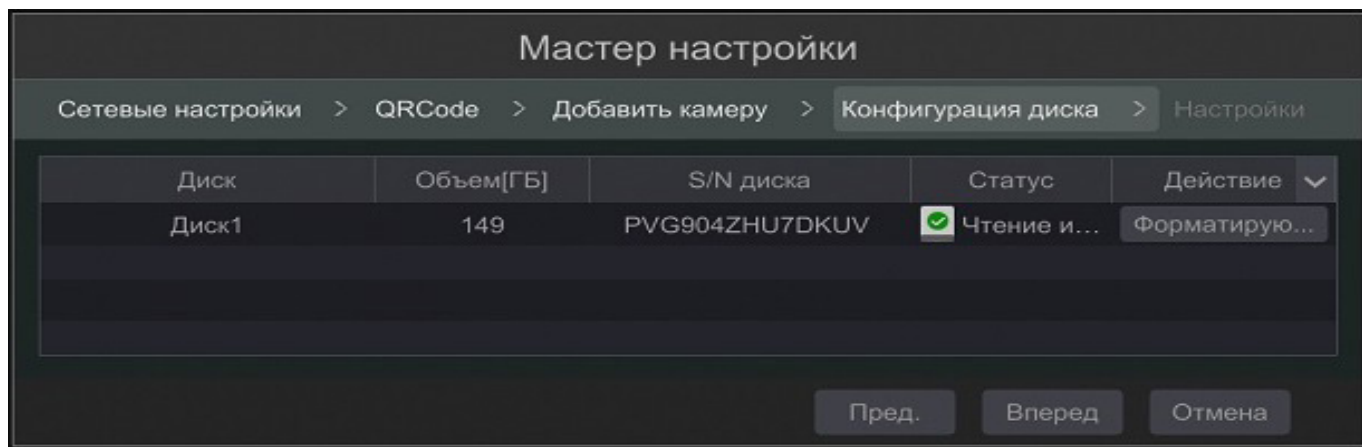 Мастер настройки
Сетевые настройки > QRCode > Добавить камеру > Конфигурация диска > Настройки
Диск Объем[ГБ] S/N диска Статус Действие
Диск1 149 PVG904ZHU7DKUV Чтение и... Форматирую...
Пред. Вперед Отмена